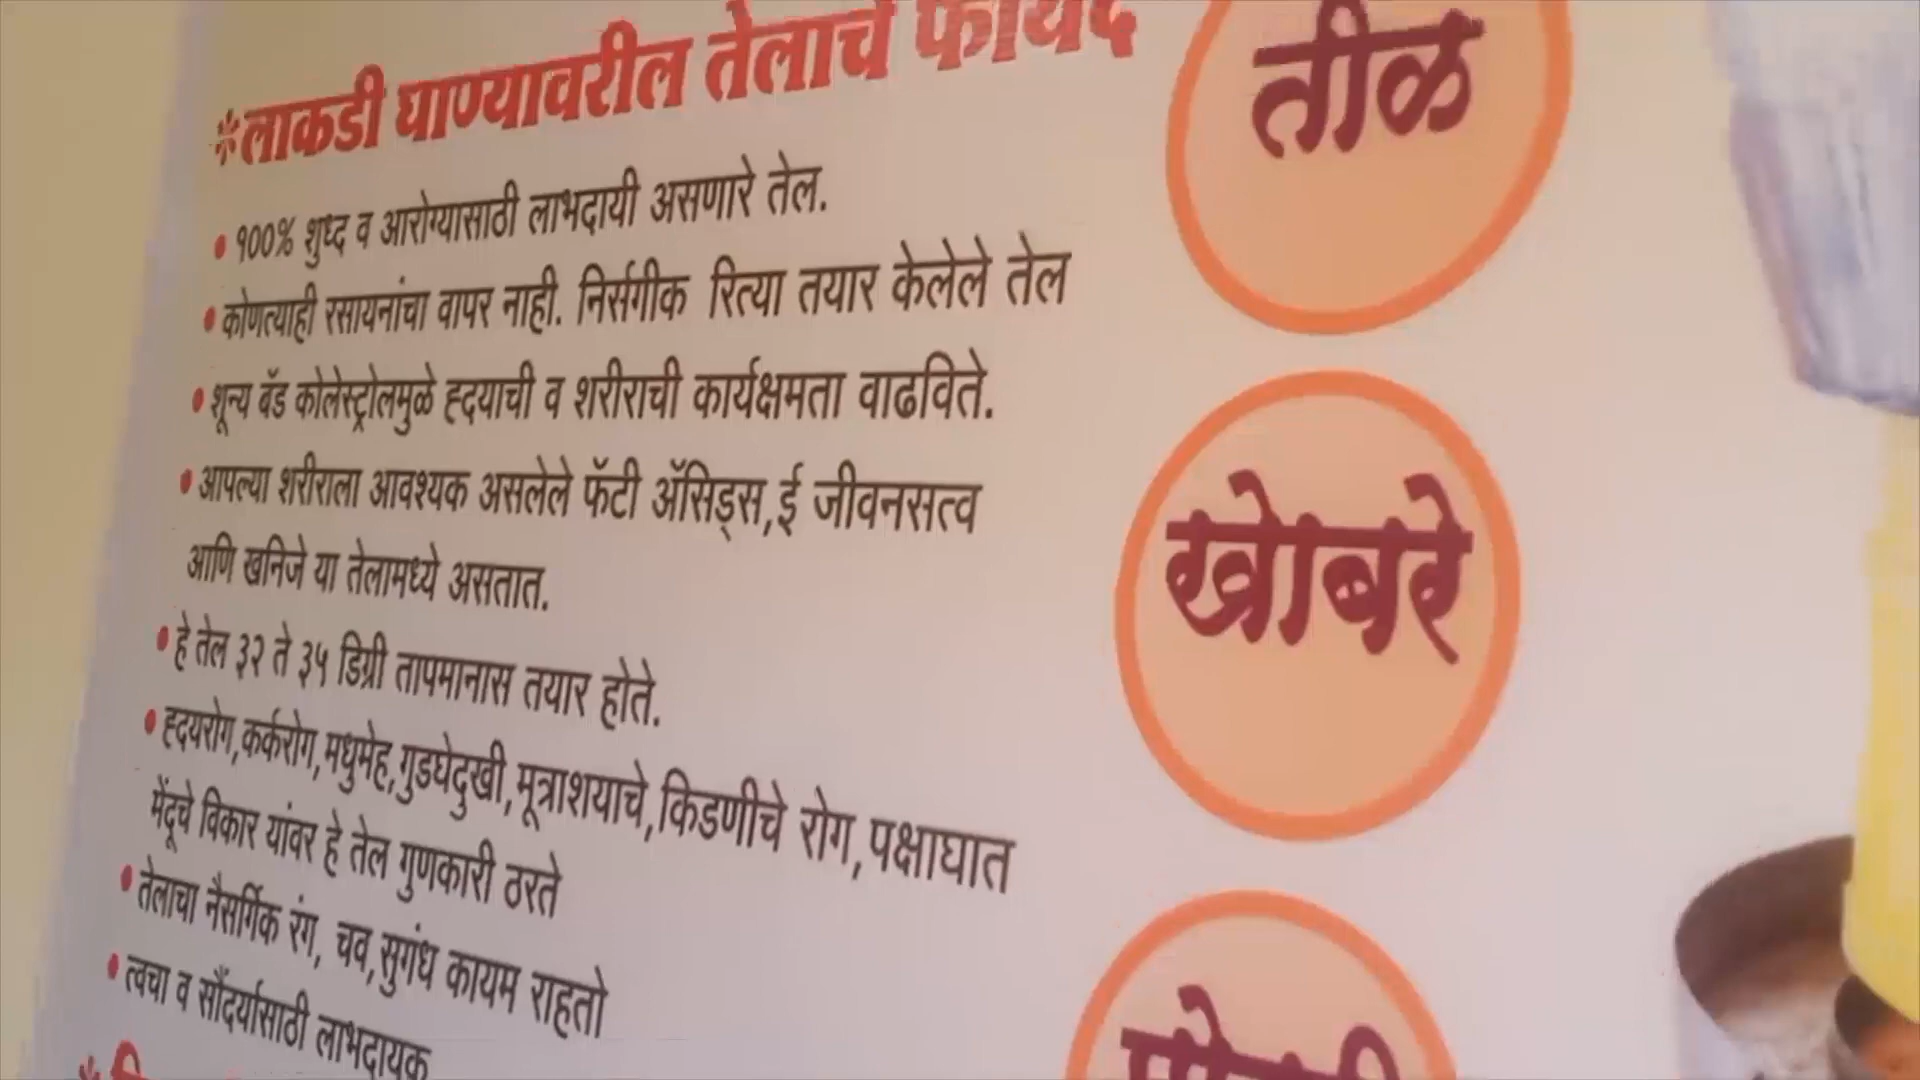 *लाकडी घाण्यावरील तेलाचे फायदे
• १००% शुध्द व आरोग्यासाठी लाभदायी असणारे तेल.
• कोणत्याही रसायनांचा वापर नाही. निर्सगीक रित्या तयार केलेले तेल
• शून्य बॅड कोलेस्ट्रोलमुळे ह्दयाची व शरीराची कार्यक्षमता वाढविते.
• आपल्या शरीराला आवश्यक असलेले फॅटी ॲसिड्स,ई जीवनसत्व
आणि खनिजे या तेलामध्ये असतात.
• हे तेल ३२ ते ३५ डिग्री तापमानास तयार होते.
• ह्दयरोग,कर्करोग,मधुमेह,गुडघेदुखी,मूत्राशयाचे,किडणीचे रोग,पक्षाघात
मेंदूचे विकार यांवर हे तेल गुणकारी ठरते
• तेलाचा नैसर्गिक रंग, चव,सुगंध कायम राहतो
• त्वचा व सौंदर्यासाठी लाभदायक
तीळ
खोबरे